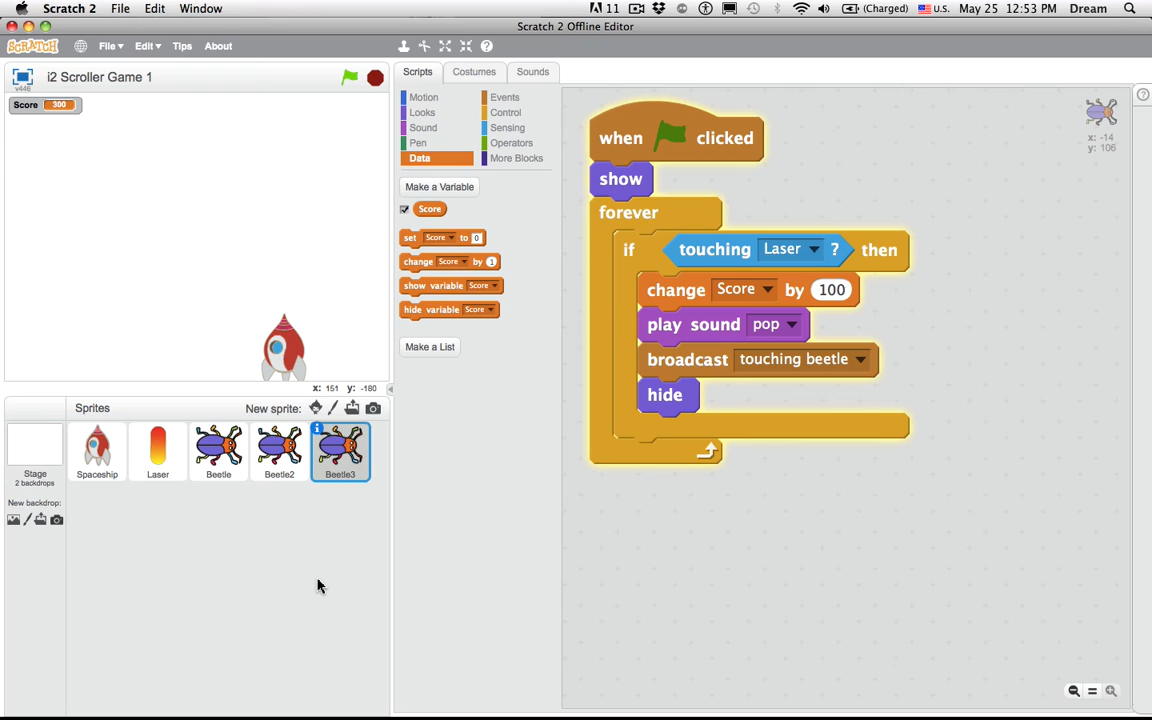 Scratch 2 File Edit Window 11 U.S. (Charged) May 25 12:53 PM Dream
Scratch 2 Offline Editor
SCRATCH File Edit Tips About
v446 i2 Scroller Game 1
Score 300
x: 151 y: -180
Sprites New sprite:
Stage
2 backdrops
New backdrop:
Spaceship Laser Beetle Beetle2 Beetle3
Scripts Costumes Sounds
Motion Events
Looks Control
Sound Sensing
Pen Operators
Data More Blocks
Make a Variable
Score
set Score to 0
change Score by 1
show variable Score
hide variable Score
Make a List
when clicked
show
forever
if touching Laser ? then
change Score by 100
play sound pop
broadcast touching beetle
hide
x: -14
y: 106